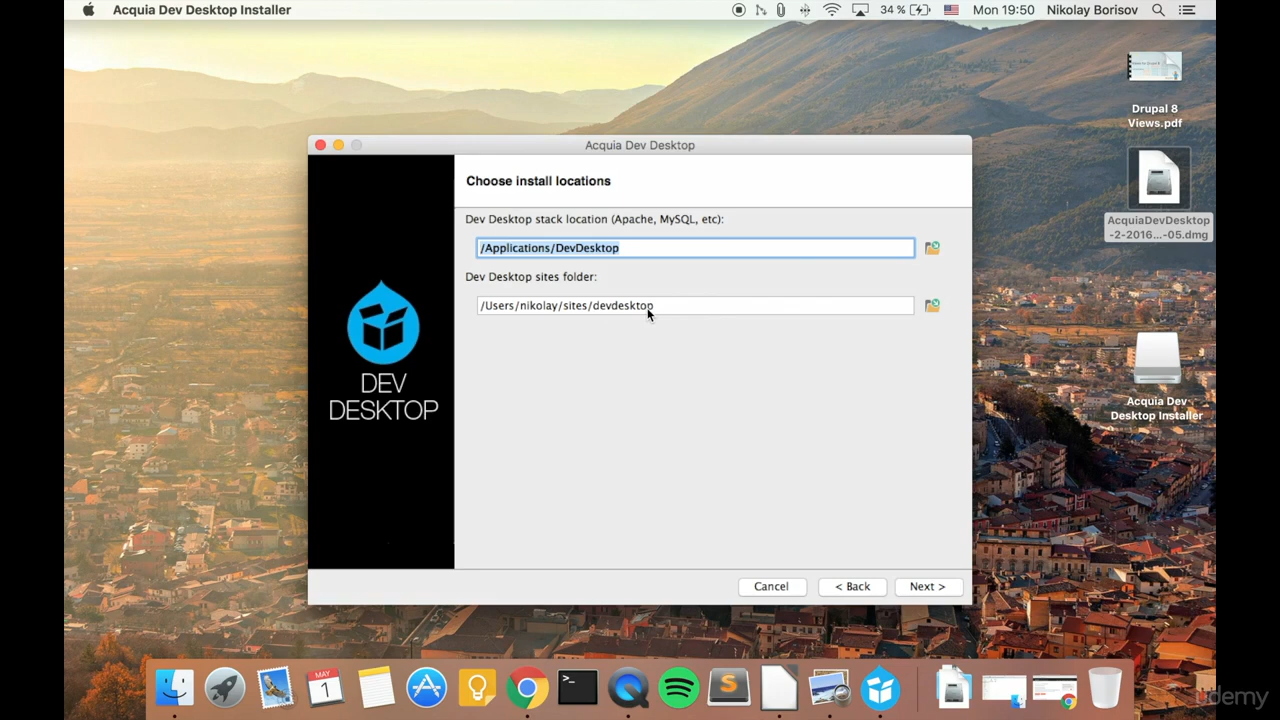 Acquia Dev Desktop Installer
34 %
Mon 19:50
Nikolay Borisov
Drupal 8
Views.pdf
AcquiaDevDesktop
-2-2016...-05.dmg
Acquia Dev
Desktop Installer
Acquia Dev Desktop
Choose install locations
Dev Desktop stack location (Apache, MySQL, etc):
/Applications/DevDesktop
Dev Desktop sites folder:
/Users/nikolay/sites/devdesktop
DEV
DESKTOP
Cancel
< Back
Next >
MAY
1
>_
S
udemy